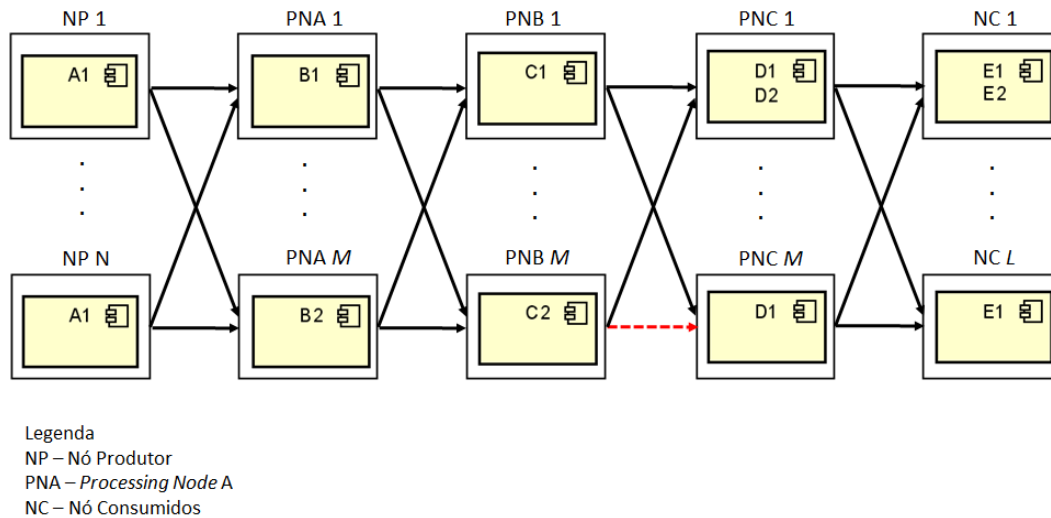 NP 1 PNA 1 PNB 1 PNC 1 NC 1
A1 B1 C1 D1 E1
D2 E2
. . . . .
. . . . .
. . . . .
NP N PNA M PNB M PNC M NC L
A1 B2 C2 D1 E1
Legenda
NP – Nó Produtor
PNA – Processing Node A
NC – Nó Consumidos